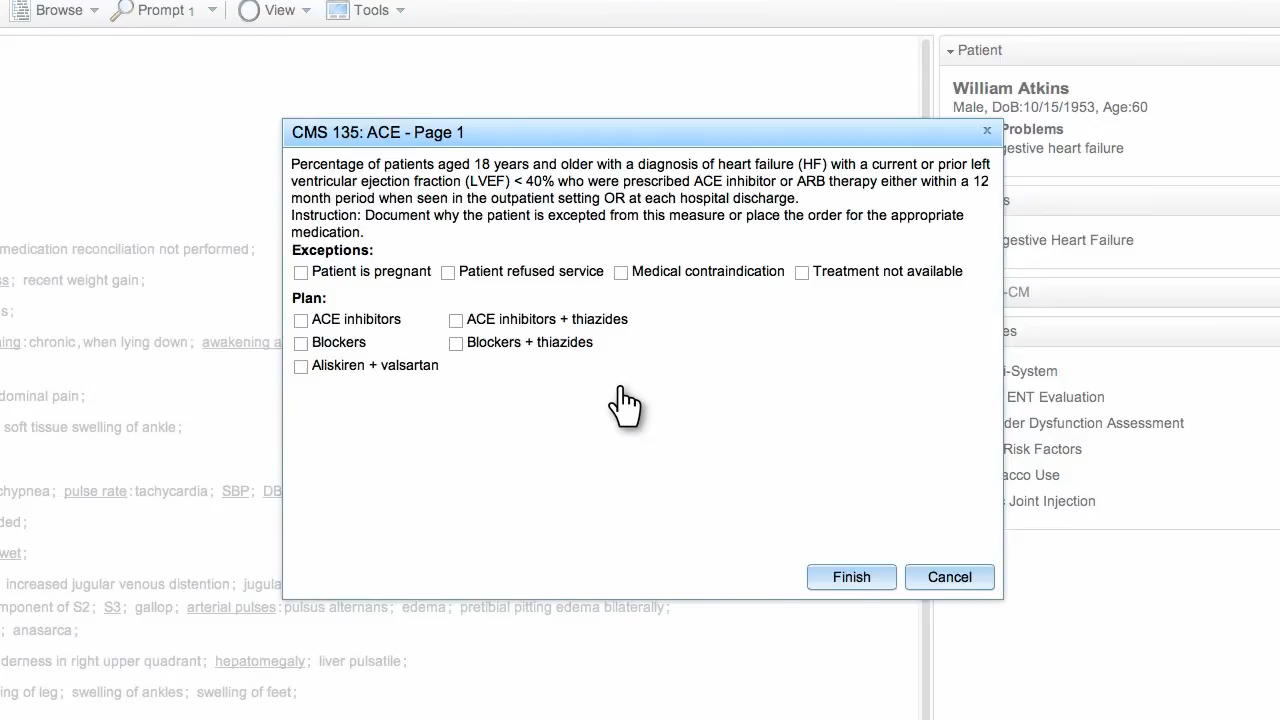 Browse Prompt 1 View Tools
Patient
William Atkins
Male, DoB:10/15/1953, Age:60
Problems
gestive heart failure
CMS 135: ACE - Page 1 x
Percentage of patients aged 18 years and older with a diagnosis of heart failure (HF) with a current or prior left
ventricular ejection fraction (LVEF) < 40% who were prescribed ACE inhibitor or ARB therapy either within a 12
month period when seen in the outpatient setting OR at each hospital discharge.
Instruction: Document why the patient is excepted from this measure or place the order for the appropriate
medication.
Exceptions:
Patient is pregnant Patient refused service Medical contraindication Treatment not available
Plan:
ACE inhibitors ACE inhibitors + thiazides
Blockers Blockers + thiazides
Aliskiren + valsartan
Finish Cancel
medication reconciliation not performed;
ss; recent weight gain;
s;
ing: chronic, when lying down; awakening a
dominal pain;
soft tissue swelling of ankle;
chypnea; pulse rate: tachycardia; SBP; DB
ded;
wet;
increased jugular venous distention; jugula
mponent of S2; S3; gallop; arterial pulses: pulsus alternans; edema; pretibial pitting edema bilaterally;
; anasarca;
derness in right upper quadrant; hepatomegaly; liver pulsatile;
ing of leg; swelling of ankles; swelling of feet;
s
gestive Heart Failure
-CM
es
i-System
ENT Evaluation
der Dysfunction Assessment
Risk Factors
acco Use
Joint Injection